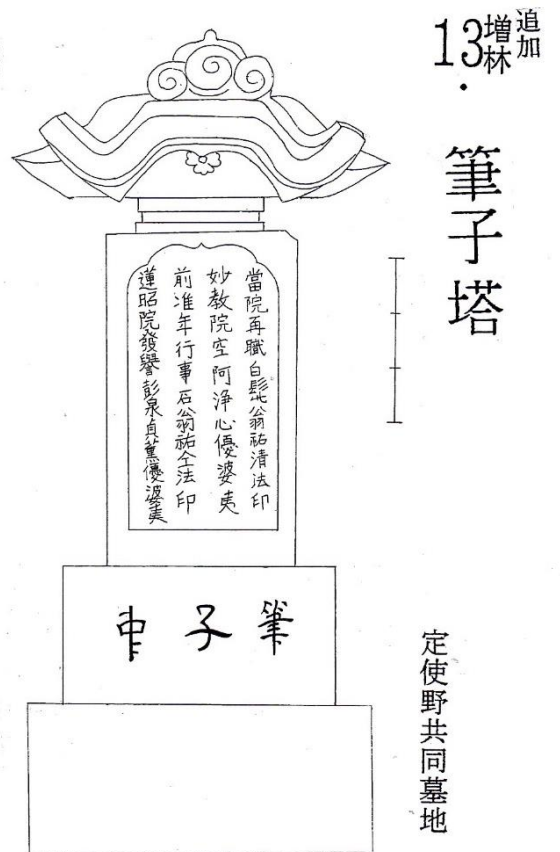 追加
増林
13・筆子塔
定使野共同墓地
當院再職白髭翁祐清法印
妙教院空阿浄心優婆夷
前准年行事石翁祐仝法印
蓮昭院發譽彭泉貞薫優婆夷
筆子中